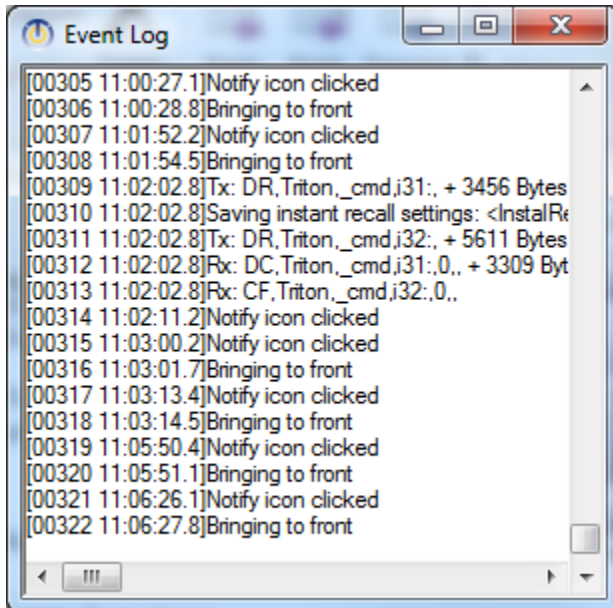 Event Log
[00305 11:00:27.1]Notify icon clicked
[00306 11:00:28.8]Bringing to front
[00307 11:01:52.2]Notify icon clicked
[00308 11:01:54.5]Bringing to front
[00309 11:02:02.8]Tx: DR,Triton,_cmd,i31:, + 3456 Bytes
[00310 11:02:02.8]Saving instant recall settings: <InstalRe
[00311 11:02:02.8]Tx: DR,Triton,_cmd,i32:, + 5611 Bytes
[00312 11:02:02.8]Rx: DC,Triton,_cmd,i31:,0,, + 3309 Byt
[00313 11:02:02.8]Rx: CF,Triton,_cmd,i32:,0,,
[00314 11:02:11.2]Notify icon clicked
[00315 11:03:00.2]Notify icon clicked
[00316 11:03:01.7]Bringing to front
[00317 11:03:13.4]Notify icon clicked
[00318 11:03:14.5]Bringing to front
[00319 11:05:50.4]Notify icon clicked
[00320 11:05:51.1]Bringing to front
[00321 11:06:26.1]Notify icon clicked
[00322 11:06:27.8]Bringing to front